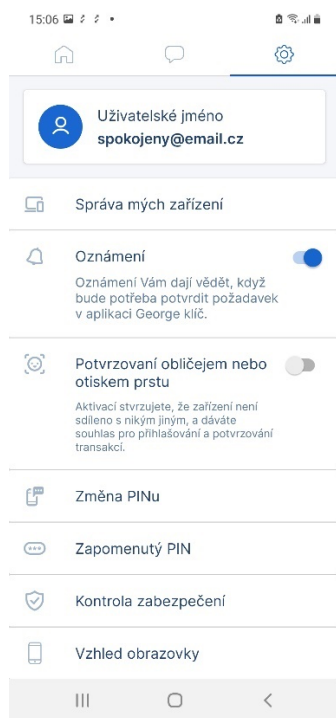 15:06
Uživatelské jméno
spokojeny@email.cz
Správa mých zařízení
Oznámení
Oznámení Vám dají vědět, když
bude potřeba potvrdit požadavek
v aplikaci George klíč.
Potvrzovaní obličejem nebo
otiskem prstu
Aktivací stvrzujete, že zařízení není
sdíleno s nikým jiným, a dáváte
souhlas pro přihlašování a potvrzování
transakcí.
Změna PINu
Zapomenutý PIN
Kontrola zabezpečení
Vzhled obrazovky